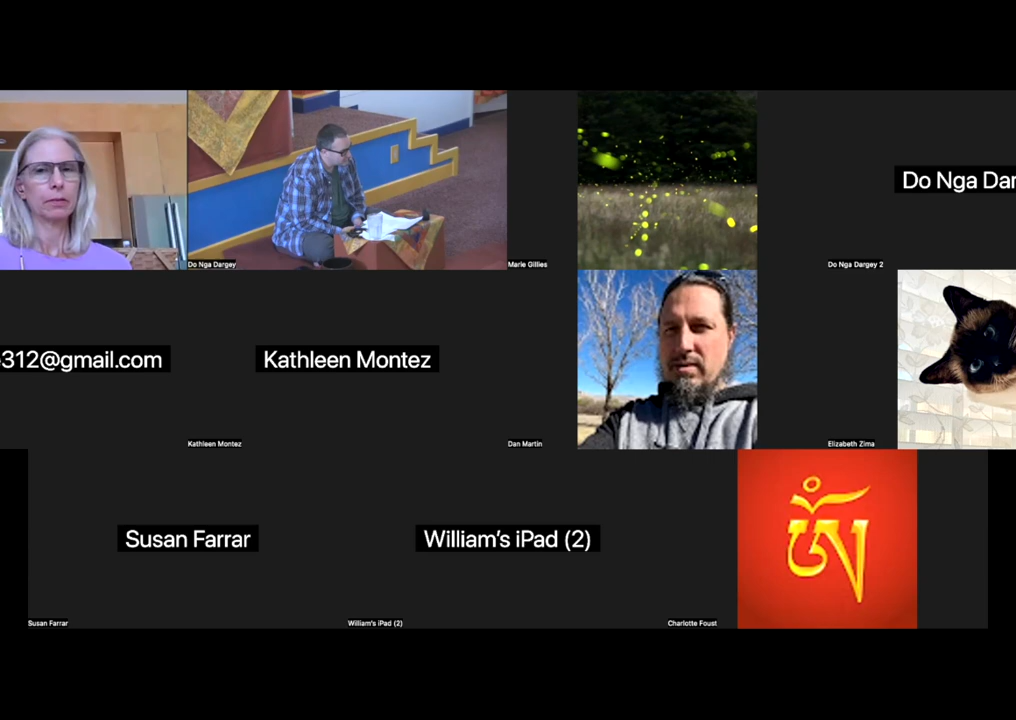 Do Nga Dar
Do Nga Dargey
Marie Gillies
Do Nga Dargey 2
312@gmail.com
Kathleen Montez
Kathleen Montez
Dan Martin
Elizabeth Zima
Susan Farrar
William's iPad (2)
ༀ
Susan Farrar
William's iPad (2)
Charlotte Foust